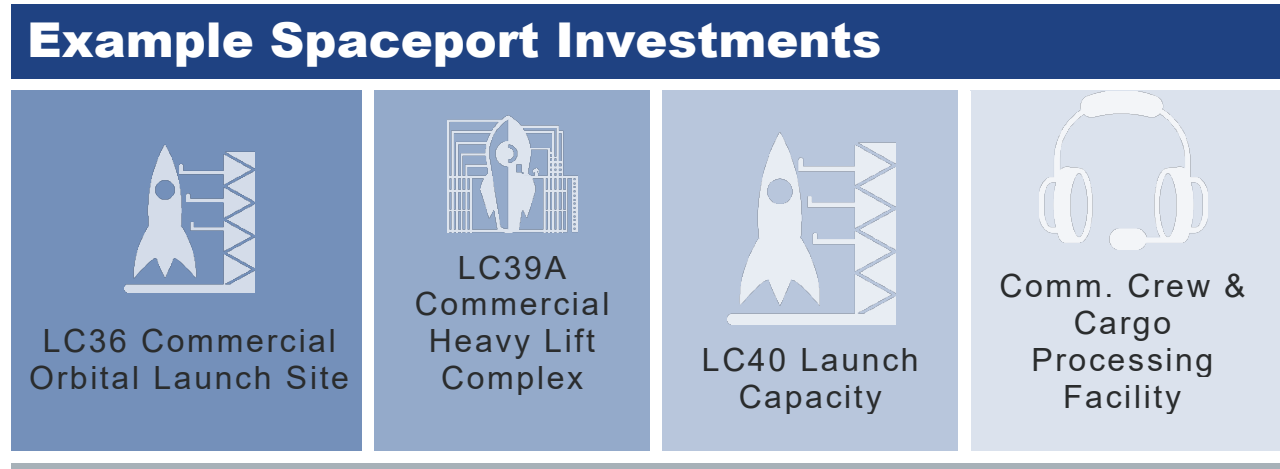 Example Spaceport Investments
LC36 Commercial
Orbital Launch Site
LC39A
Commercial
Heavy Lift
Complex
LC40 Launch
Capacity
Comm. Crew &
Cargo
Processing
Facility